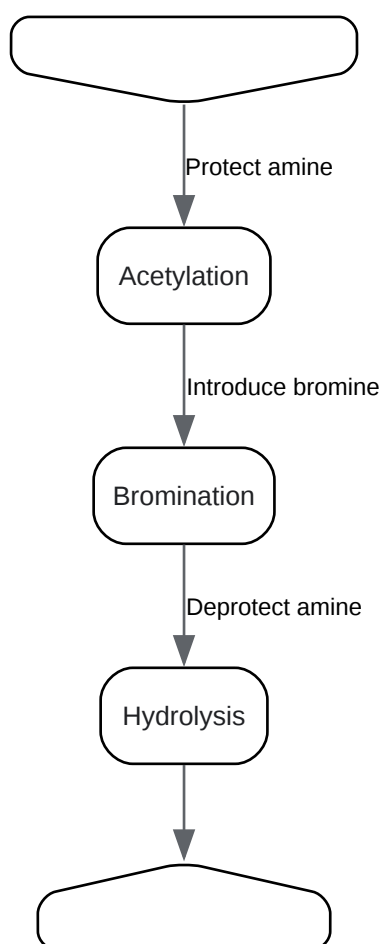 Protect amine
Acetylation
Introduce bromine
Bromination
Deprotect amine
Hydrolysis